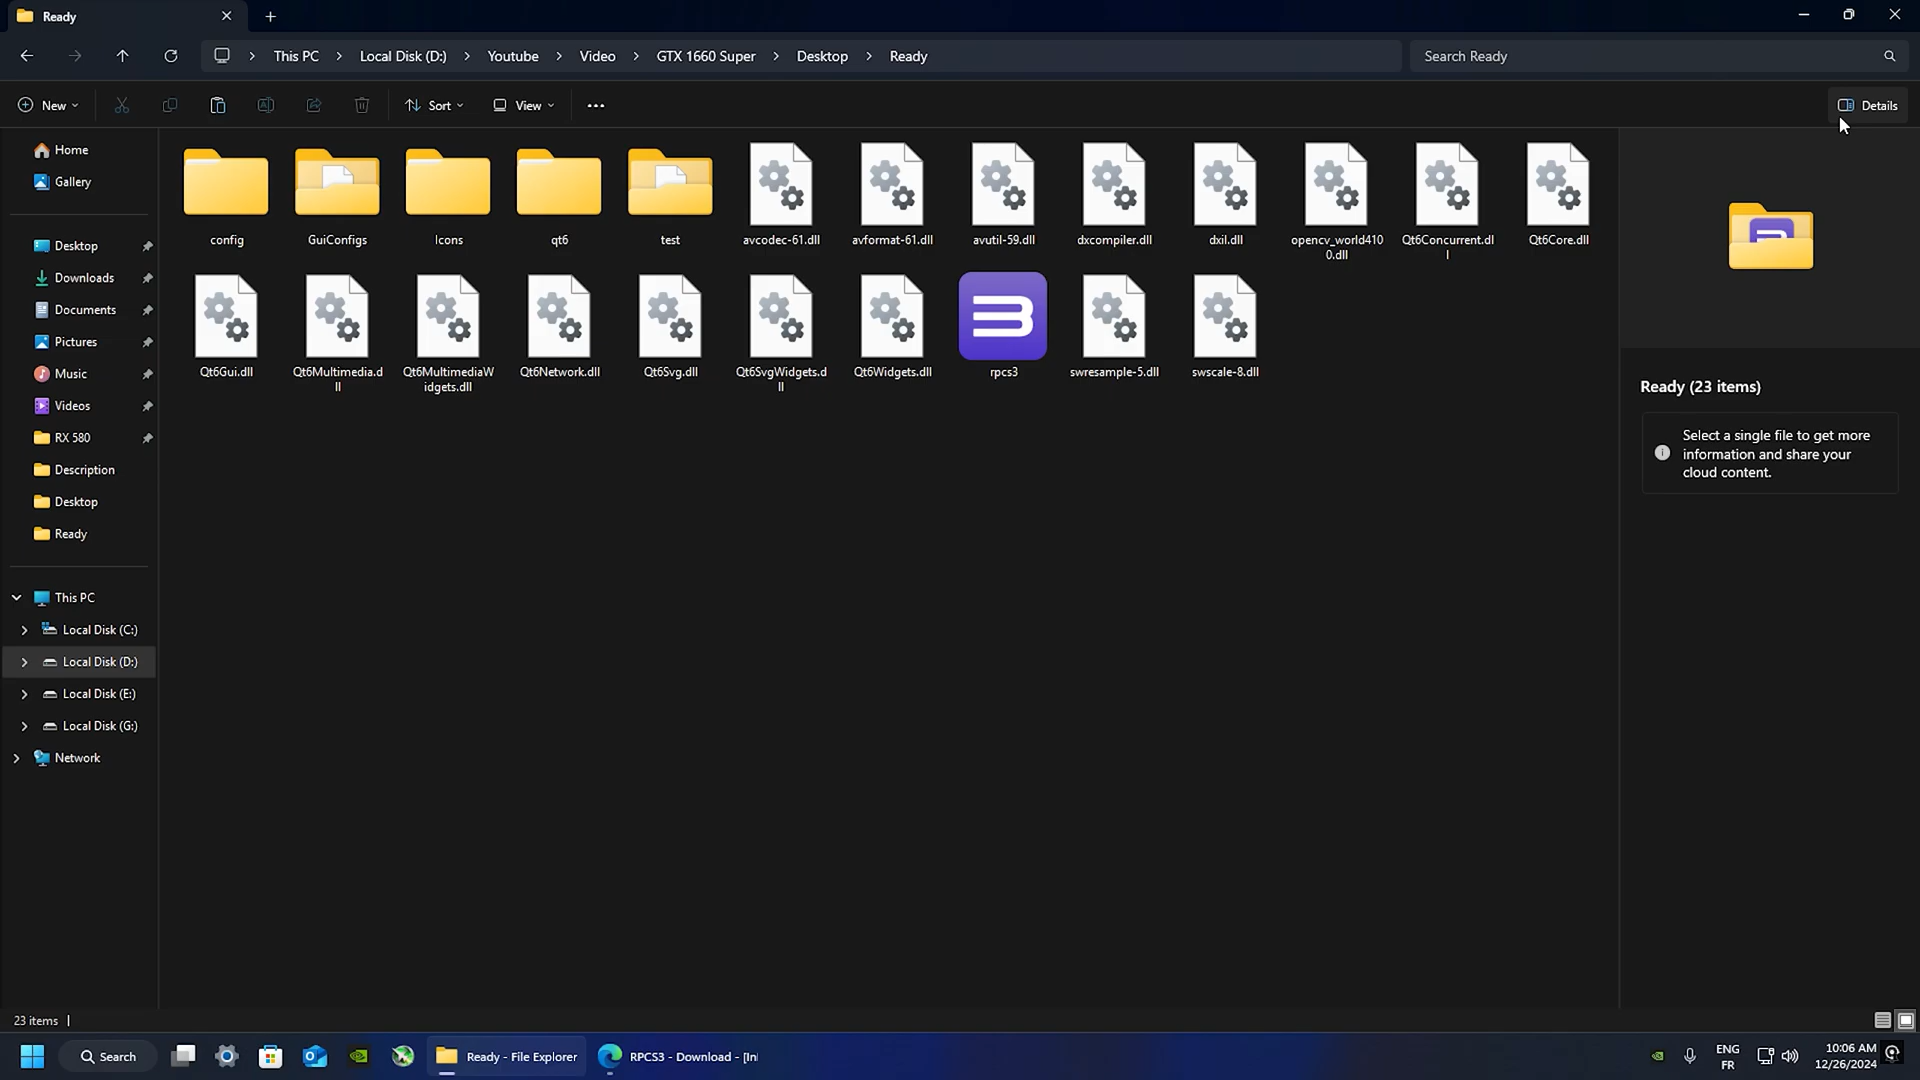 Ready
This PC
Local Disk (D:)
Youtube
Video
GTX 1660 Super
Desktop
Ready
Search Ready
New
Sort
View
Details
Home
Gallery
Desktop
Downloads
Documents
Pictures
Music
Videos
RX 580
Description
Desktop
Ready
This PC
Local Disk (C:)
Local Disk (D:)
Local Disk (E:)
Local Disk (G:)
Network
config
GuiConfigs
Icons
qt6
test
avcodec-61.dll
avformat-61.dll
avutil-59.dll
dxcompiler.dll
dxil.dll
opencv_world410
0.dll
Qt6Concurrent.dl
l
Qt6Core.dll
Qt6Gui.dll
Qt6Multimedia.d
ll
Qt6MultimediaW
idgets.dll
Qt6Network.dll
Qt6Svg.dll
Qt6SvgWidgets.d
ll
Qt6Widgets.dll
rpcs3
swresample-5.dll
swscale-8.dll
Ready (23 items)
Select a single file to get more
information and share your
cloud content.
23 items
Search
Ready - File Explorer
RPCS3 - Download - [In
ENG
FR
10:06 AM
12/26/2024